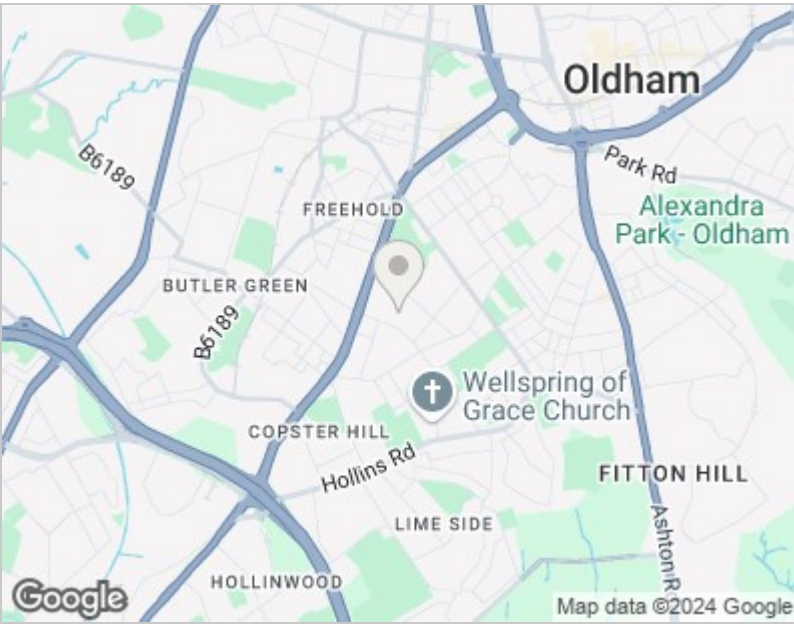 Oldham
B6189
Park Rd
FREEHOLD
Alexandra
Park - Oldham
BUTLER GREEN
B6189
Wellspring of
Grace Church
COPSTER HILL
Hollins Rd
FITTON HILL
LIME SIDE
Ashton R
HOLLINWOOD
Google
Map data ©2024 Google